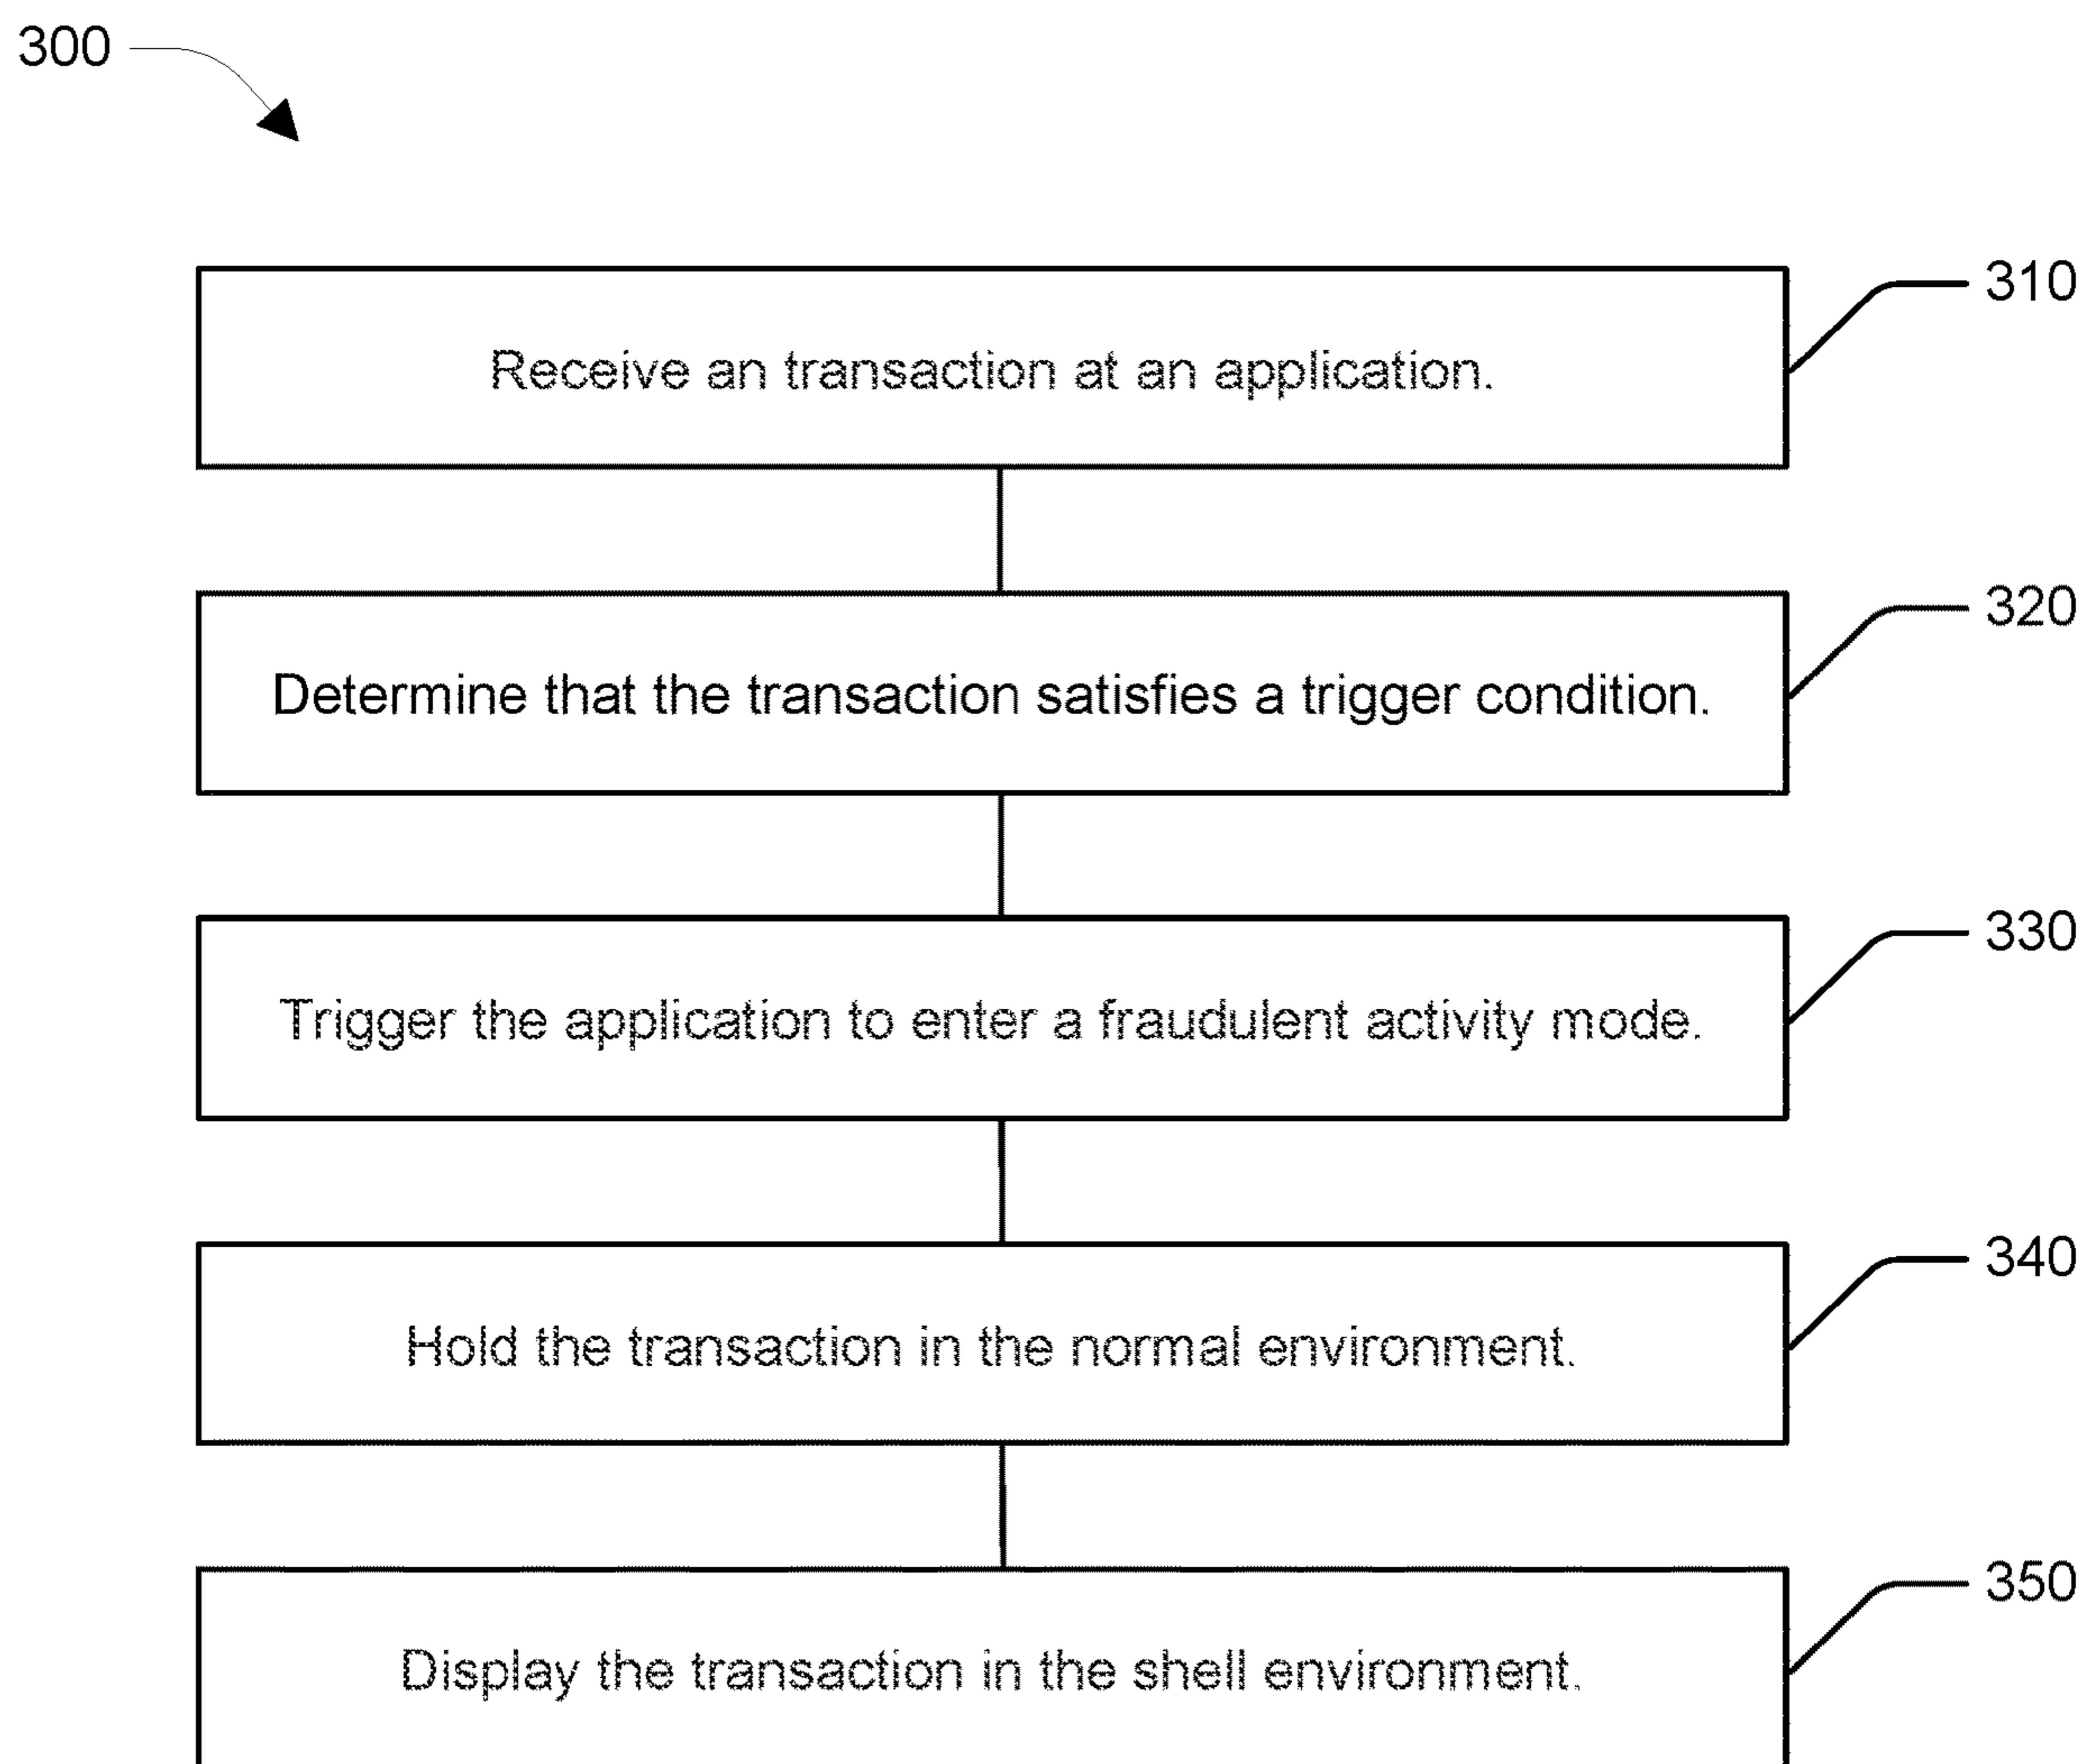 300
310
Receive an transaction at an application.
320
Determine that the transaction satisfies a trigger condition.
330
Trigger the application to enter a fraudulent activity mode.
340
Hold the transaction in the normal environment.
350
Display the transaction in the shell environment.